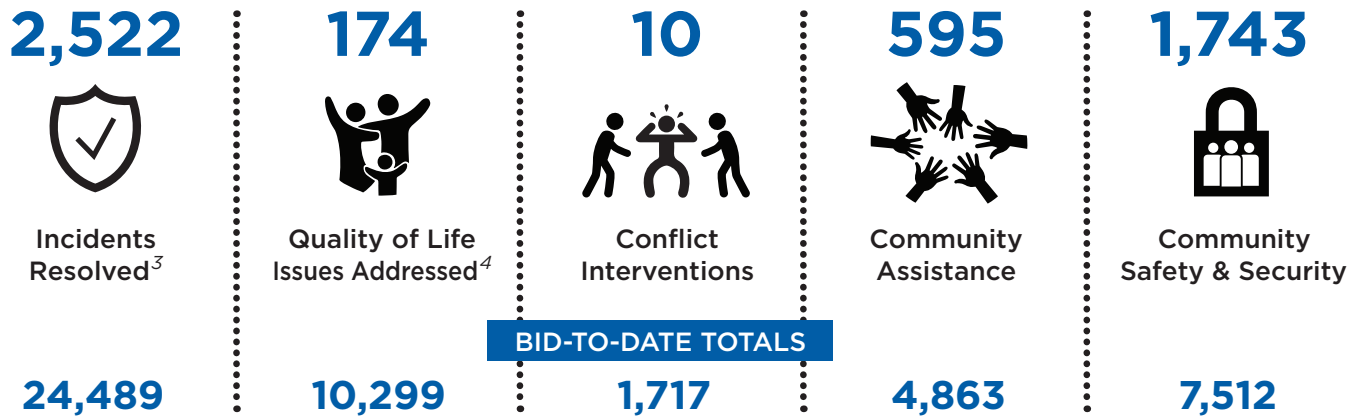 2,522
174
10
595
1,743
Incidents
Resolved3
Quality of Life
Issues Addressed4
Conflict
Interventions
Community
Assistance
Community
Safety & Security
BID-TO-DATE TOTALS
24,489
10,299
1,717
4,863
7,512